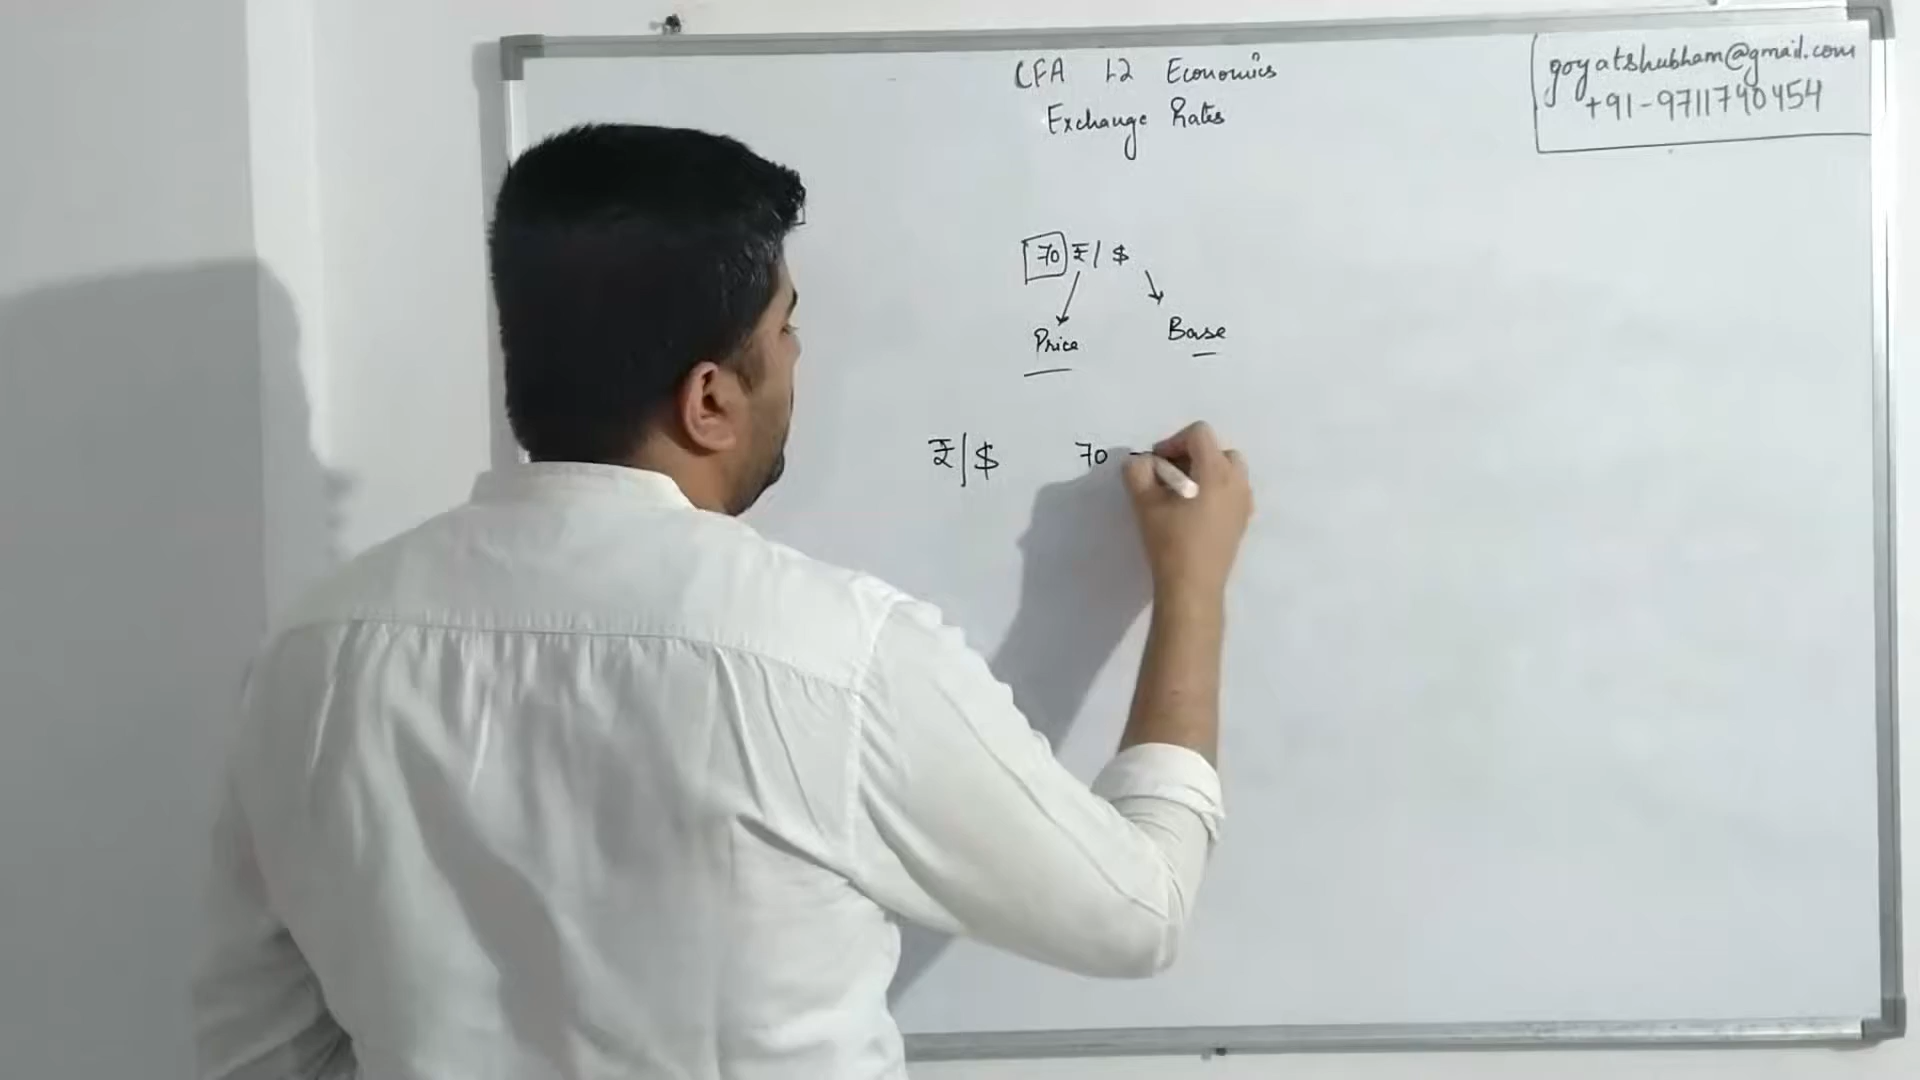 CFA L2 Economics
Exchange Rates
goyatshubham@gmail.com
+91-9711740454
70 ₹/$
Price Base
₹/$ 70 -